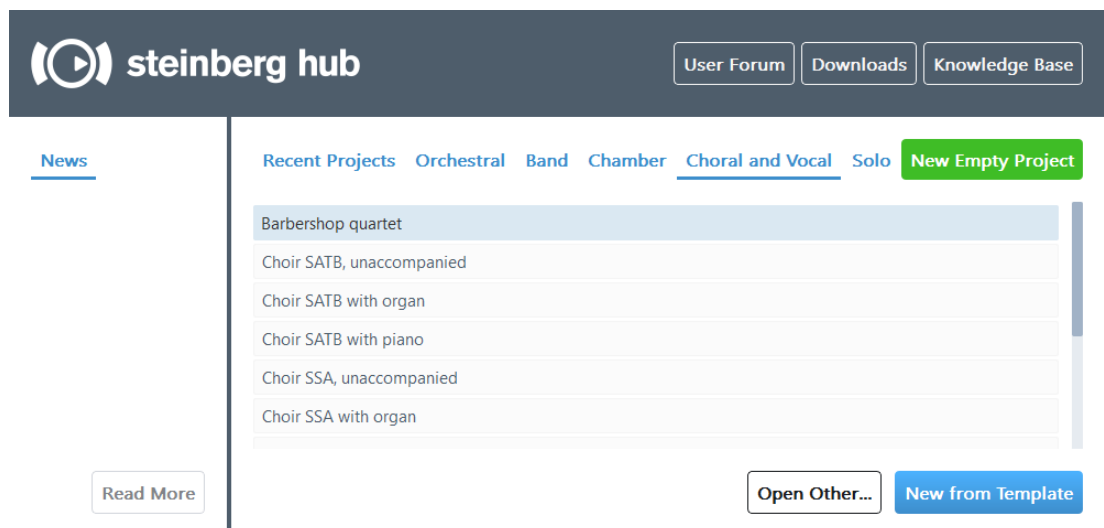 steinberg hub
User Forum Downloads Knowledge Base
News
Recent Projects Orchestral Band Chamber Choral and Vocal Solo New Empty Project
Barbershop quartet
Choir SATB, unaccompanied
Choir SATB with organ
Choir SATB with piano
Choir SSA, unaccompanied
Choir SSA with organ
Read More
Open Other... New from Template